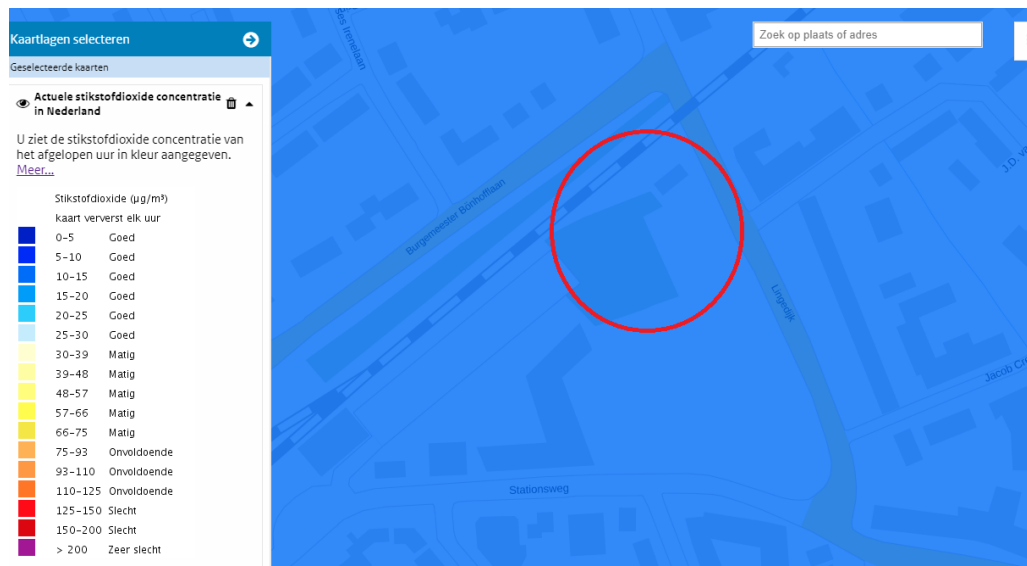 Kaartlagen selecteren
Geselecteerde kaarten
Actuele stikstofdioxide concentratie
in Nederland
U ziet de stikstofdioxide concentratie van
het afgelopen uur in kleur aangegeven.
Meer...
Stikstofdioxide (µg/m³)
kaart ververst elk uur
0-5 Goed
5-10 Goed
10-15 Goed
15-20 Goed
20-25 Goed
25-30 Goed
30-39 Matig
39-48 Matig
48-57 Matig
57-66 Matig
66-75 Matig
75-93 Onvoldoende
93-110 Onvoldoende
110-125 Onvoldoende
125-150 Slecht
150-200 Slecht
> 200 Zeer slecht
Zoek op plaats of adres
ses Irenelaan
Burgemeester Bönhofflaan
Lingedijk
J.D. v
Jacob Cr
Stationsweg